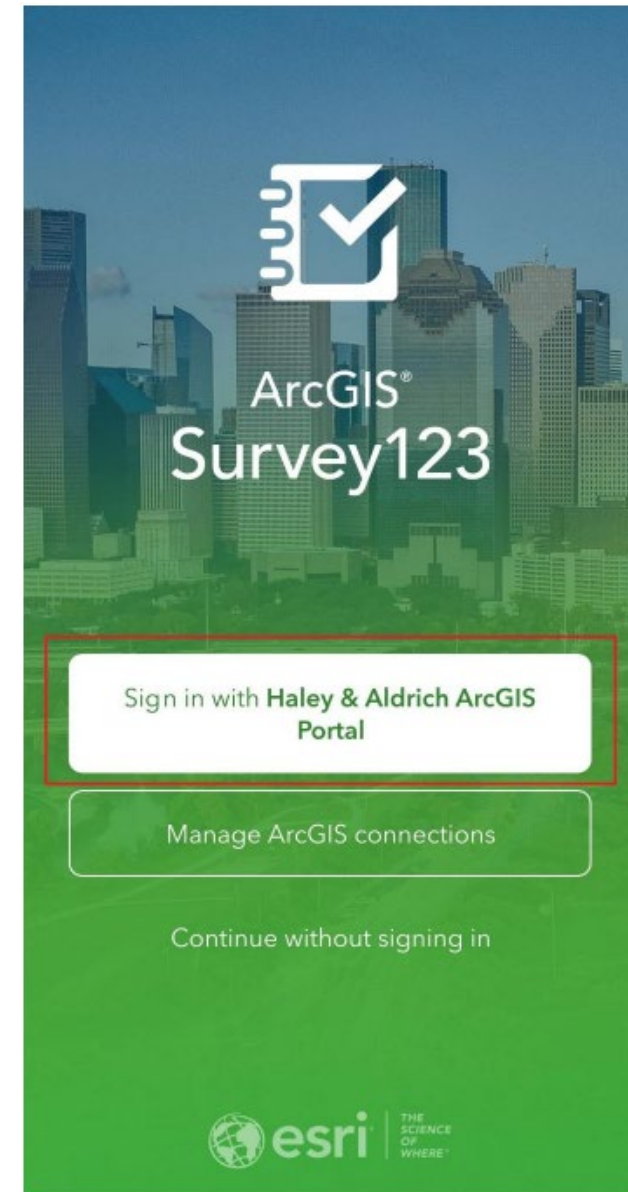 ArcGIS®
Survey123
Sign in with Haley & Aldrich ArcGIS
Portal
Manage ArcGIS connections
Continue without signing in
esri
THE
SCIENCE
OF
WHERE™